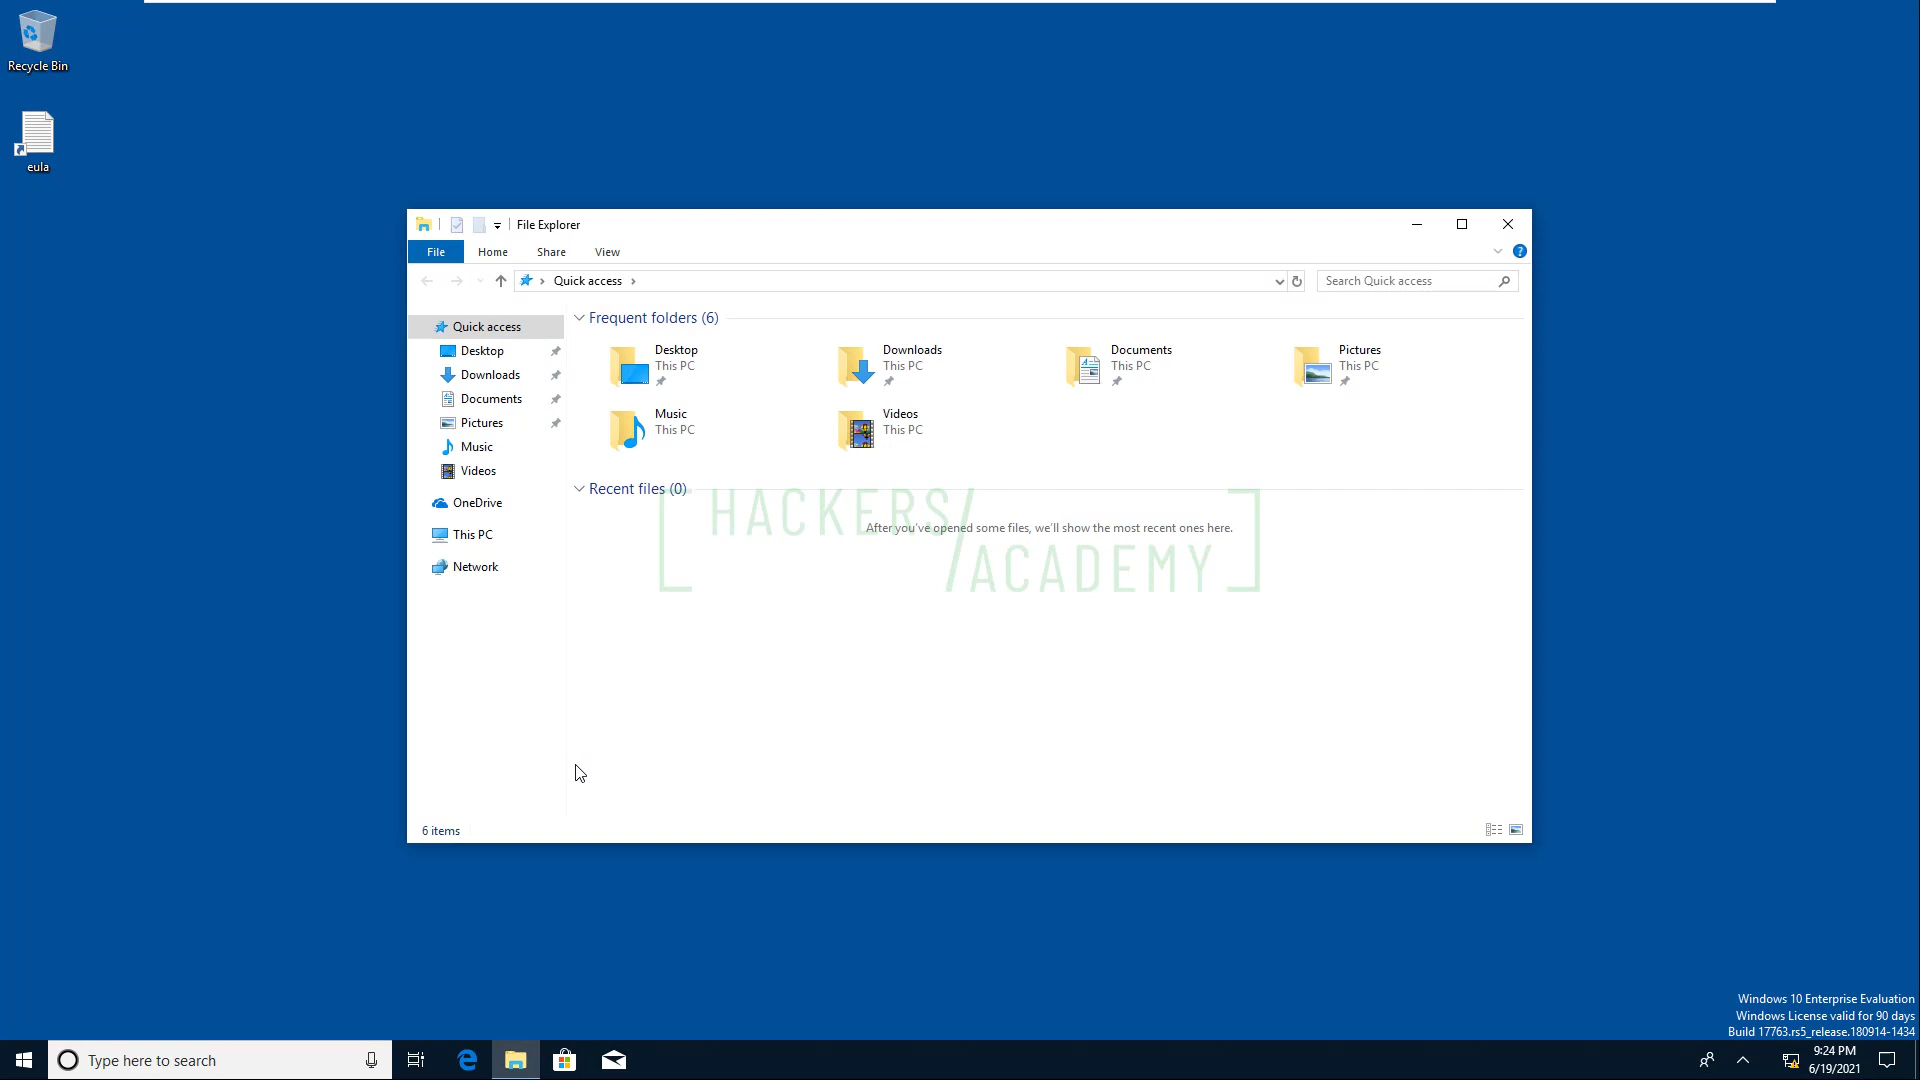 Recycle Bin
eula
File Explorer
File
Home
Share
View
Quick access
Search Quick access
Quick access
Desktop
Downloads
Documents
Pictures
Music
Videos
OneDrive
This PC
Network
Frequent folders (6)
Desktop
This PC
Downloads
This PC
Documents
This PC
Pictures
This PC
Music
This PC
Videos
This PC
Recent files (0)
HACKERS/
After you've opened some files, we'll show the most recent ones here.
/ACADEMY
6 items
Windows 10 Enterprise Evaluation
Windows License valid for 90 days
Build 17763.rs5_release.180914-1434
Type here to search
9:24 PM
6/19/2021